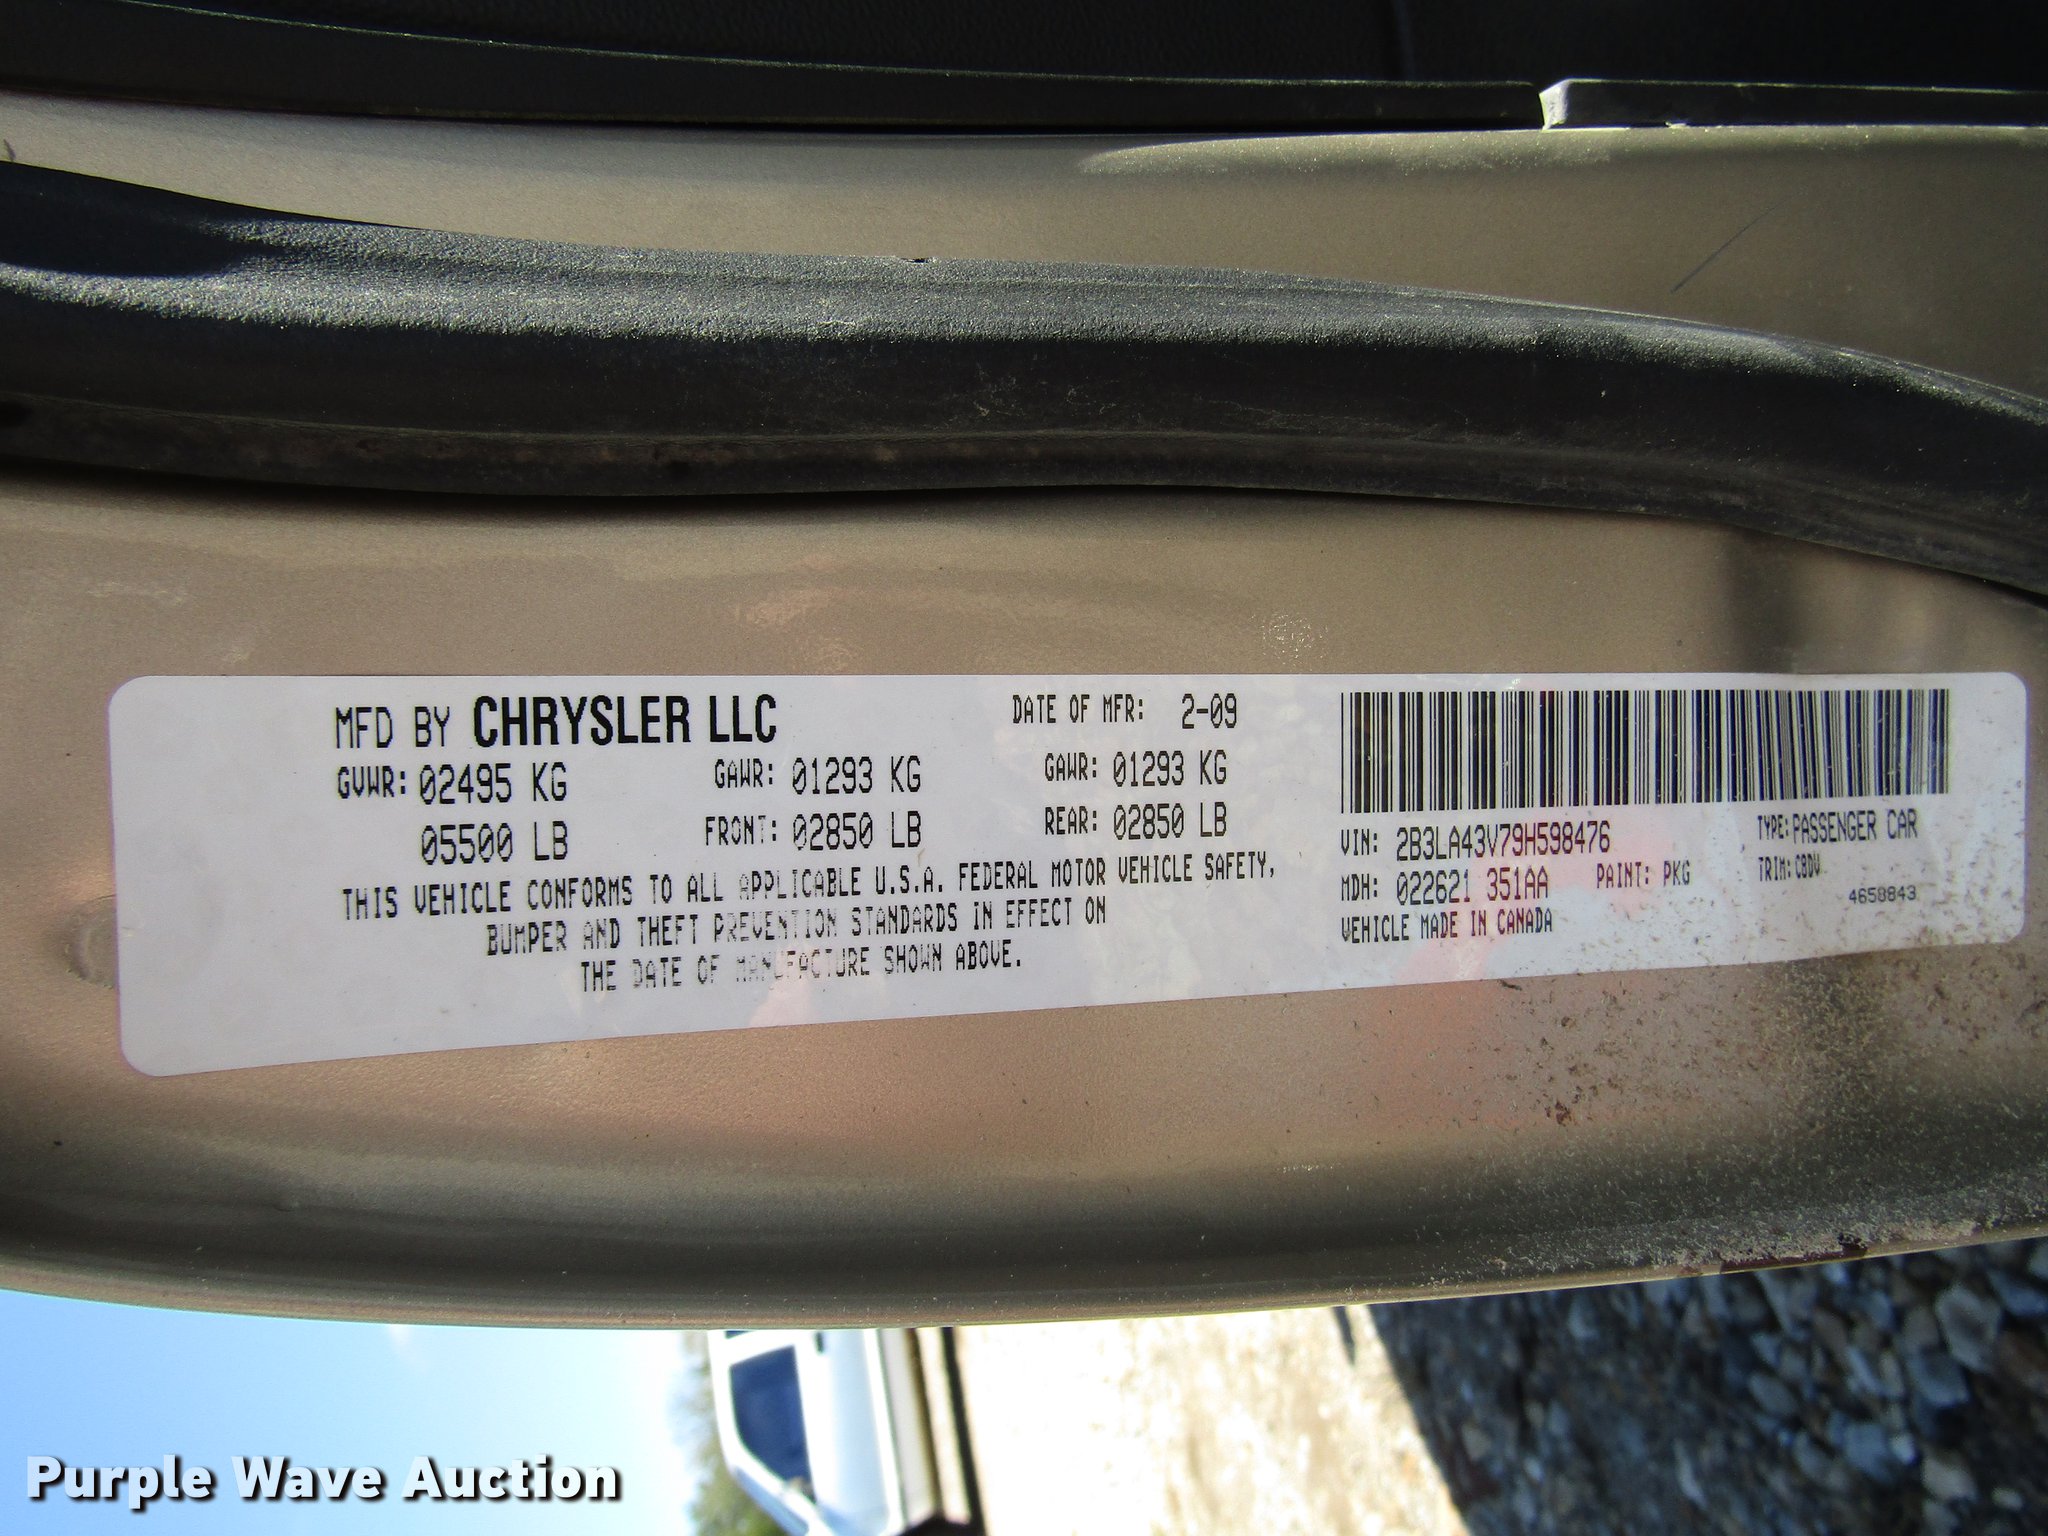 MFD BY CHRYSLER LLC DATE OF MFR: 2-09
GVWR: 02495 KG GAWR: 01293 KG GAWR: 01293 KG
05500 LB FRONT: 02850 LB REAR: 02850 LB
THIS VEHICLE CONFORMS TO ALL APPLICABLE U.S.A. FEDERAL MOTOR VEHICLE SAFETY,
BUMPER AND THEFT PREVENTION STANDARDS IN EFFECT ON
THE DATE OF MANUFACTURE SHOWN ABOVE.
VIN: 2B3LA43V79H598476 TYPE: PASSENGER CAR
MDH: 022621 351AA PAINT: PKG TRIM: C8DV
VEHICLE MADE IN CANADA 4658843
Purple Wave Auction